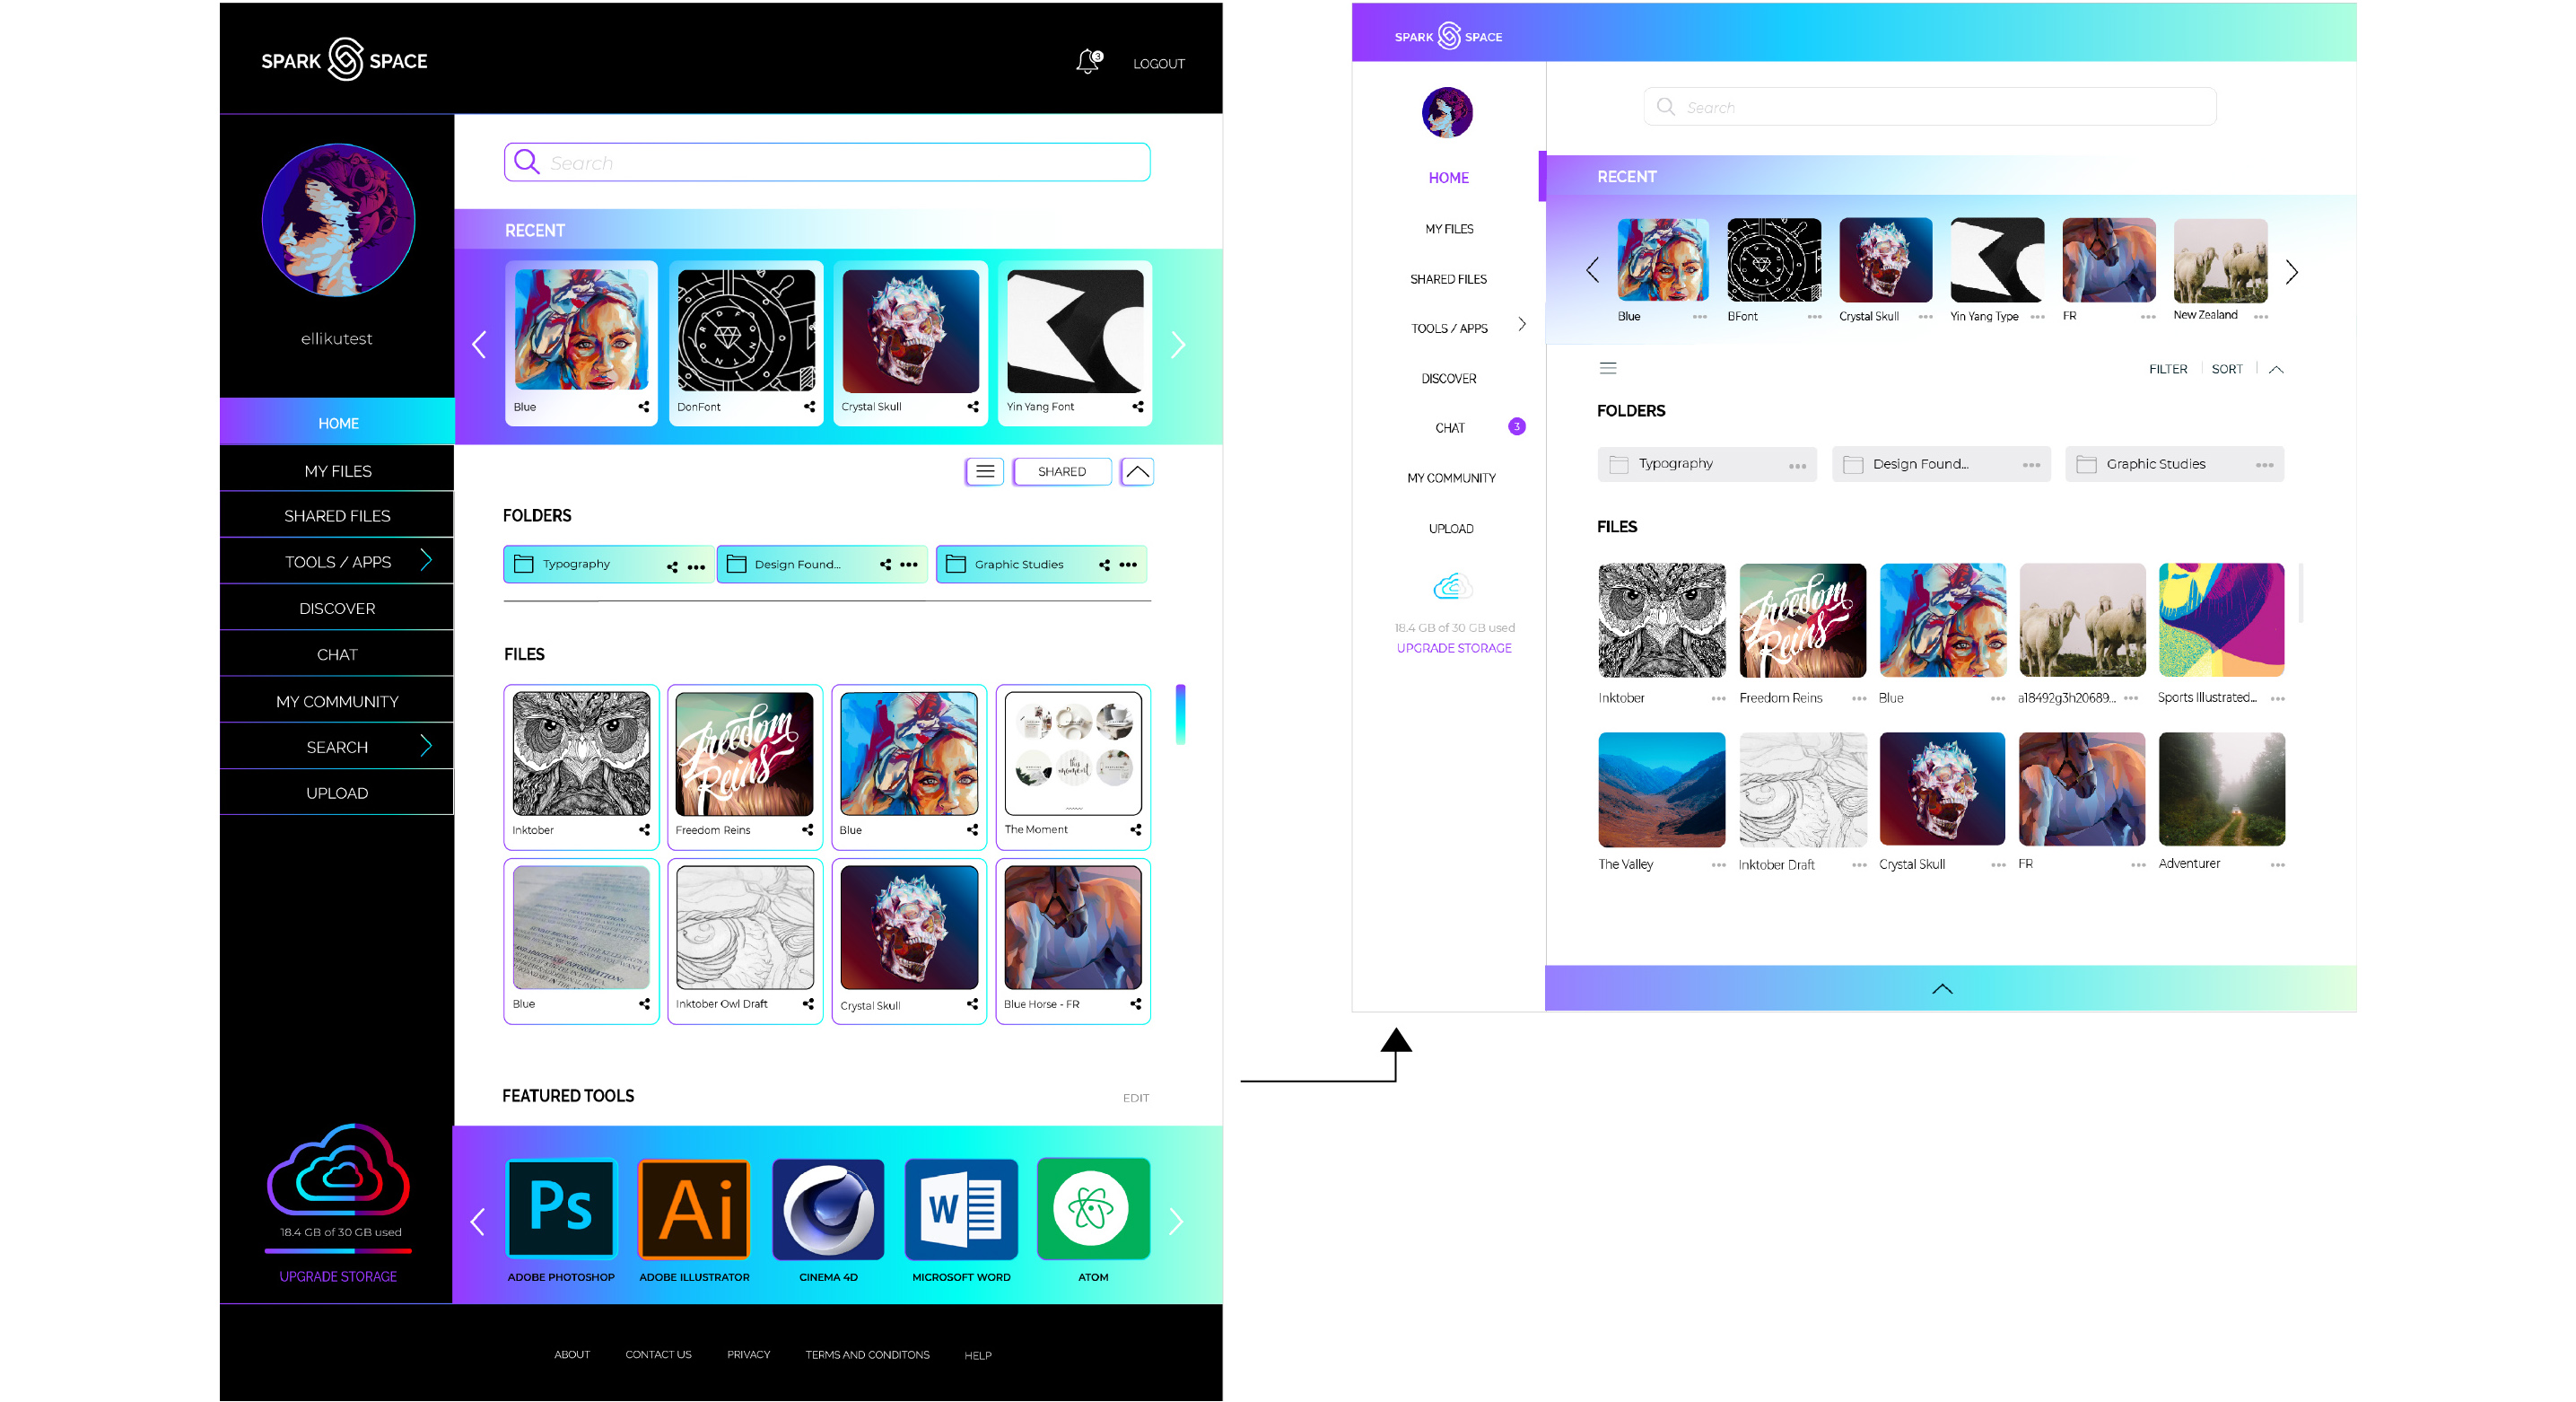 SPARK SPACE
3
LOGOUT
ellikutest
HOME
MY FILES
SHARED FILES
TOOLS / APPS
DISCOVER
CHAT
MY COMMUNITY
SEARCH
UPLOAD
18.4 GB of 30 GB used
UPGRADE STORAGE
Search
RECENT
Blue
DonFont
Crystal Skull
Yin Yang Font
SHARED
FOLDERS
Typography
Design Found...
Graphic Studies
FILES
Freedom Reins
this moment
Inktober
Freedom Reins
Blue
The Moment
Blue
Inktober Owl Draft
Crystal Skull
Blue Horse - FR
FEATURED TOOLS
EDIT
Ps
Ai
W
ADOBE PHOTOSHOP
ADOBE ILLUSTRATOR
CINEMA 4D
MICROSOFT WORD
ATOM
ABOUT
CONTACT US
PRIVACY
TERMS AND CONDITONS
HELP
SPARK SPACE
HOME
MY FILES
SHARED FILES
TOOLS / APPS
DISCOVER
CHAT
3
MY COMMUNITY
UPLOAD
18.4 GB of 30 GB used
UPGRADE STORAGE
Search
RECENT
Blue
BFont
Crystal Skull
Yin Yang Type
FR
New Zealand
FILTER
SORT
FOLDERS
Typography
Design Found...
Graphic Studies
FILES
Freedom Reins
Inktober
Freedom Reins
Blue
a18492g3h20689...
Sports Illustrated...
The Valley
Inktober Draft
Crystal Skull
FR
Adventurer